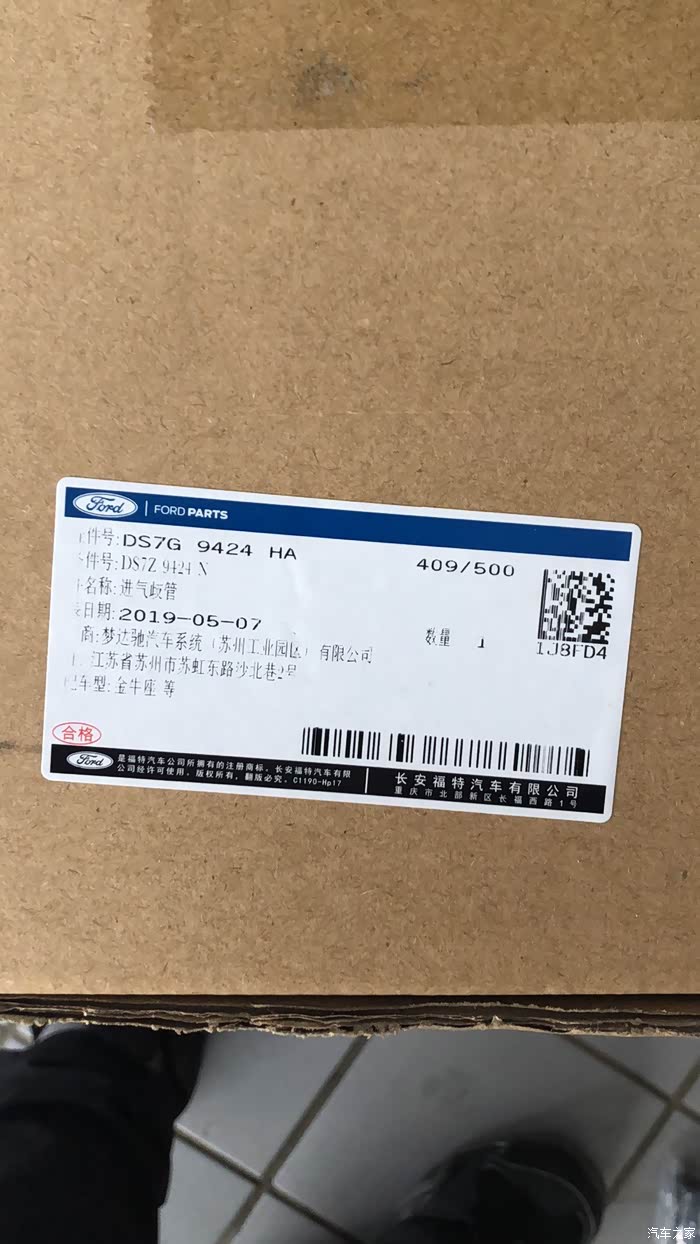 Ford | FORD PARTS
件号:DS7G 9424 HA
409/500
件号:DS7Z 9424 N
名称:进气歧管
日期:2019-05-07
商:梦达驰汽车系统（苏州工业园区）有限公司
数量 1
1J8FD4
江苏省苏州市苏虹东路沙北巷2号
车型:金牛座 等
合格
Ford
是福特汽车公司所拥有的注册商标，长安福特汽车有限
公司经许可使用，版权所有，翻版必究。C1190-Hp17
长安福特汽车有限公司
重庆市北部新区长福西路1号
汽车之家